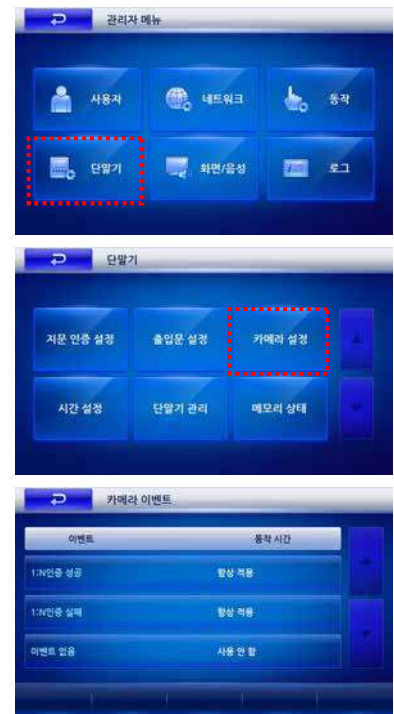 관리자 메뉴
사용자 네트워크 동작
단말기 화면/음성 로그
단말기
지문 인증 설정 출입문 설정 카메라 설정
시간 설정 단말기 관리 메모리 상태
카메라 이벤트
이벤트 동작 시간
1:N인증 성공 항상 적용
1:N인증 실패 항상 적용
이벤트 없음 사용 안 함